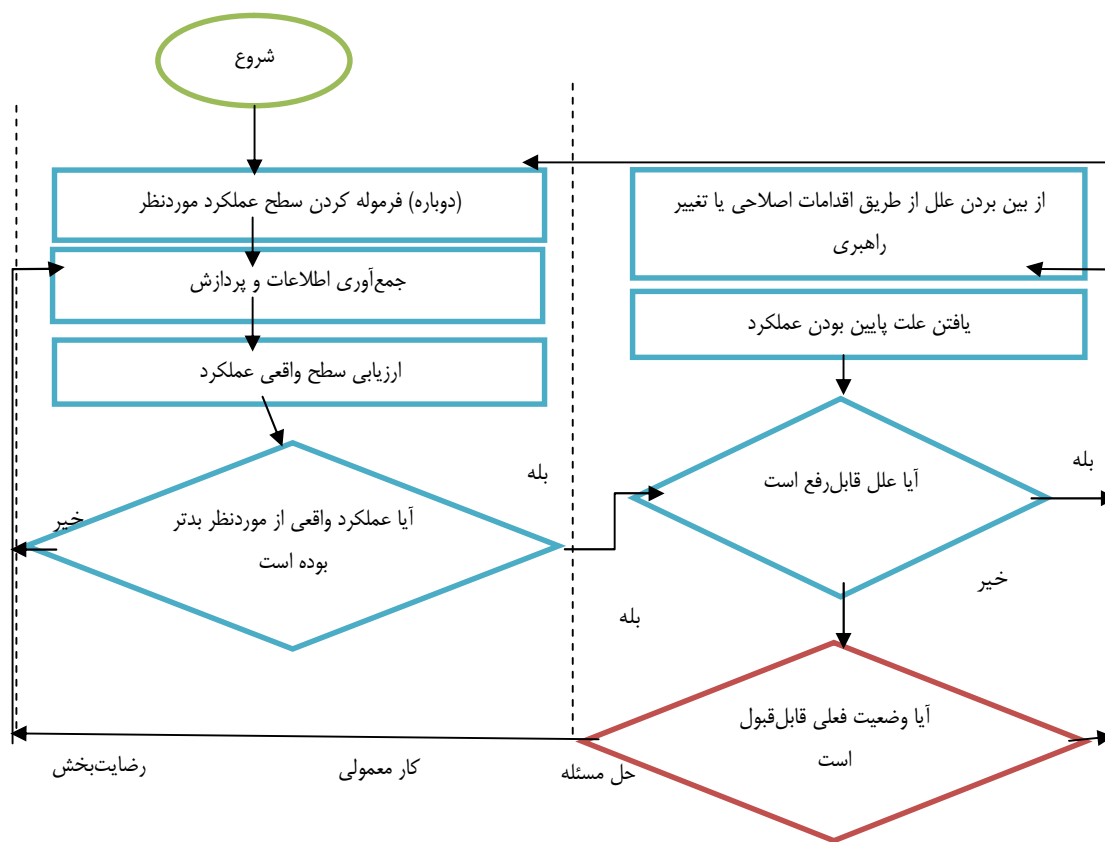 شروع
(دوباره) فرموله کردن سطح عملکرد موردنظر
جمع‌آوری اطلاعات و پردازش
ارزیابی سطح واقعی عملکرد
آیا عملکرد واقعی از موردنظر بدتر
بوده است
خیر
بله
از بین بردن علل از طریق اقدامات اصلاحی یا تغییر
راهبری
یافتن علت پایین بودن عملکرد
آیا علل قابل‌رفع است
بله
خیر
بله
آیا وضعیت فعلی قابل‌قبول
است
حل مسئله
کار معمولی
رضایت‌بخش